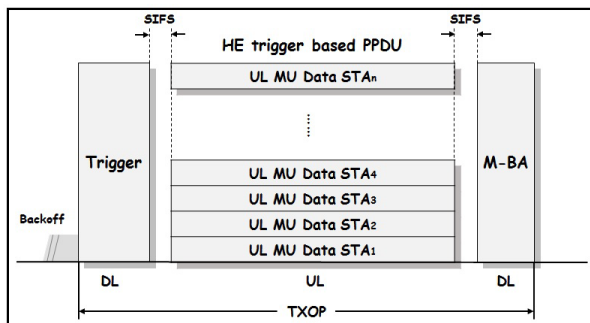 SIFS
SIFS
HE trigger based PPDU
UL MU Data STAn
Trigger
M-BA
UL MU Data STA4
UL MU Data STA3
UL MU Data STA2
UL MU Data STA1
Backoff
DL
UL
DL
TXOP